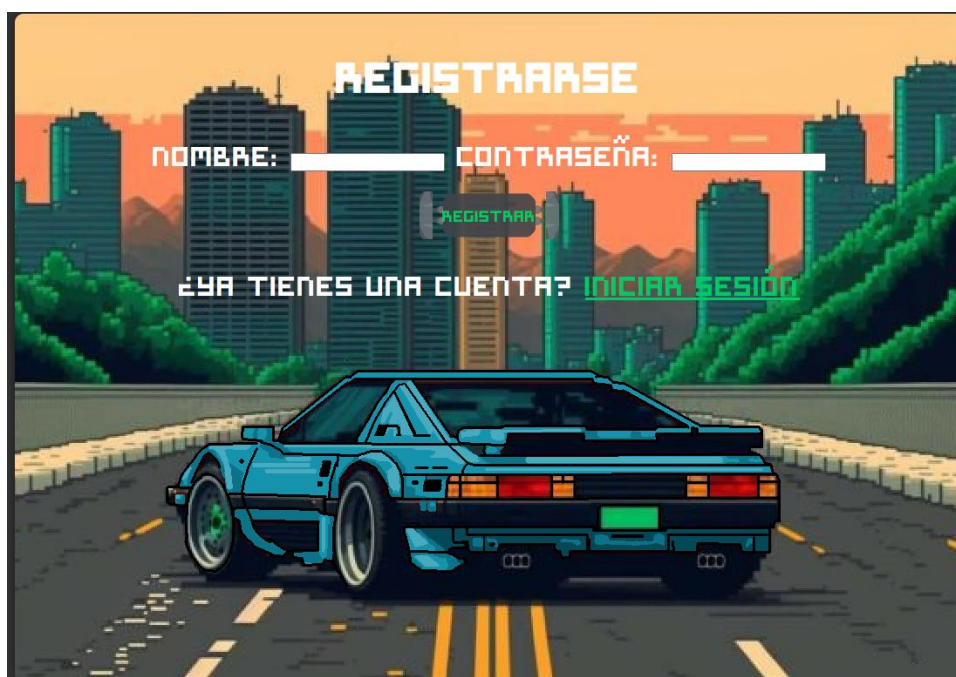 REGISTRARSE
NOMBRE: CONTRASEÑA:
REGISTRAR
¿YA TIENES UNA CUENTA? INICIAR SESIÓN